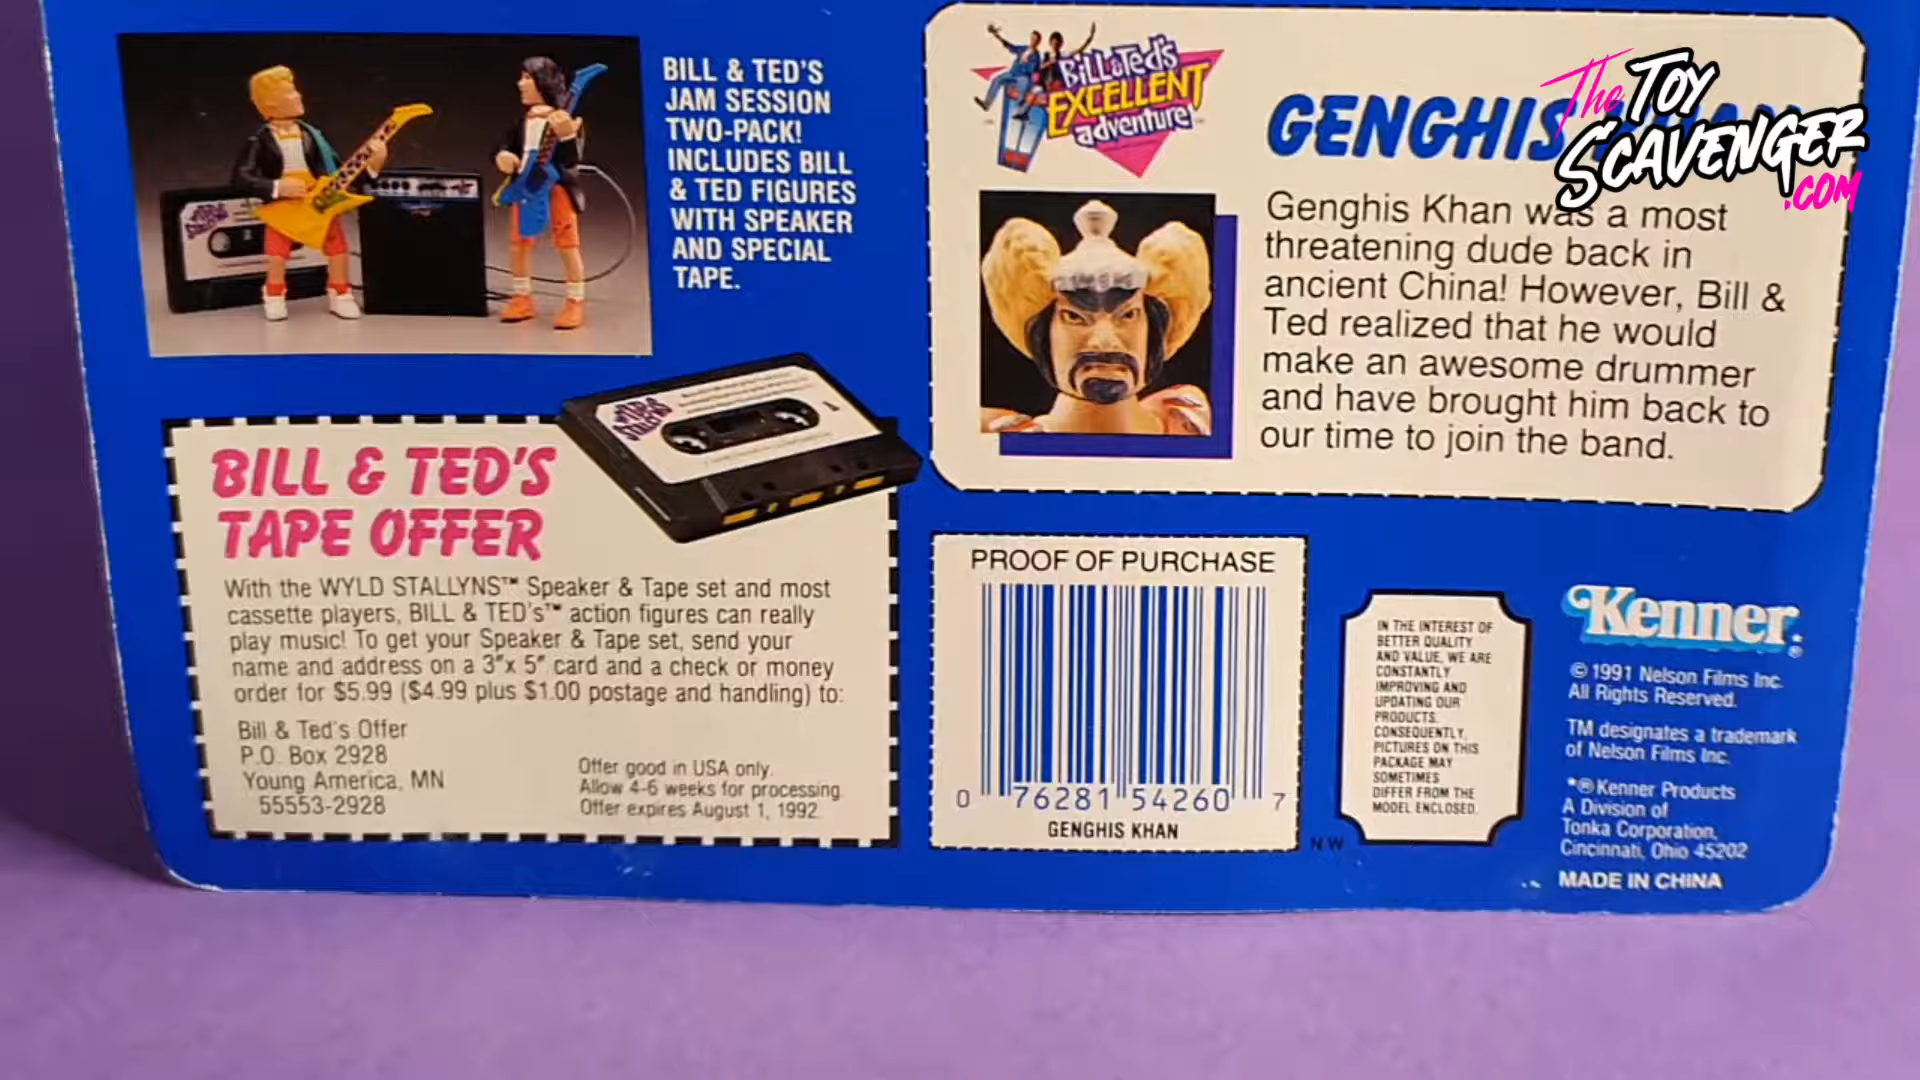 BILL & TED'S
JAM SESSION
TWO-PACK!
INCLUDES BILL
& TED FIGURES
WITH SPEAKER
AND SPECIAL
TAPE.
Bill & Ted's
EXCELLENT
adventure
GENGHIS
The TOY
SCAVENGER
.COM
Genghis Khan was a most
threatening dude back in
ancient China! However, Bill &
Ted realized that he would
make an awesome drummer
and have brought him back to
our time to join the band.
WYLD
STALLYNS
BILL & TED'S
TAPE OFFER
With the WYLD STALLYNS™ Speaker & Tape set and most
cassette players, BILL & TED's™ action figures can really
play music! To get your Speaker & Tape set, send your
name and address on a 3"x 5" card and a check or money
order for $5.99 ($4.99 plus $1.00 postage and handling) to:
Bill & Ted's Offer
P.O. Box 2928
Young America, MN
55553-2928
Offer good in USA only.
Allow 4-6 weeks for processing.
Offer expires August 1, 1992.
PROOF OF PURCHASE
0 76281 54260 7
GENGHIS KHAN
N.W.
IN THE INTEREST OF
BETTER QUALITY
AND VALUE, WE ARE
CONSTANTLY
IMPROVING AND
UPDATING OUR
PRODUCTS.
CONSEQUENTLY,
PICTURES ON THIS
PACKAGE MAY
SOMETIMES
DIFFER FROM THE
MODEL ENCLOSED.
Kenner®
© 1991 Nelson Films Inc.
All Rights Reserved.
TM designates a trademark
of Nelson Films Inc.
*® Kenner Products
A Division of
Tonka Corporation,
Cincinnati, Ohio 45202
MADE IN CHINA